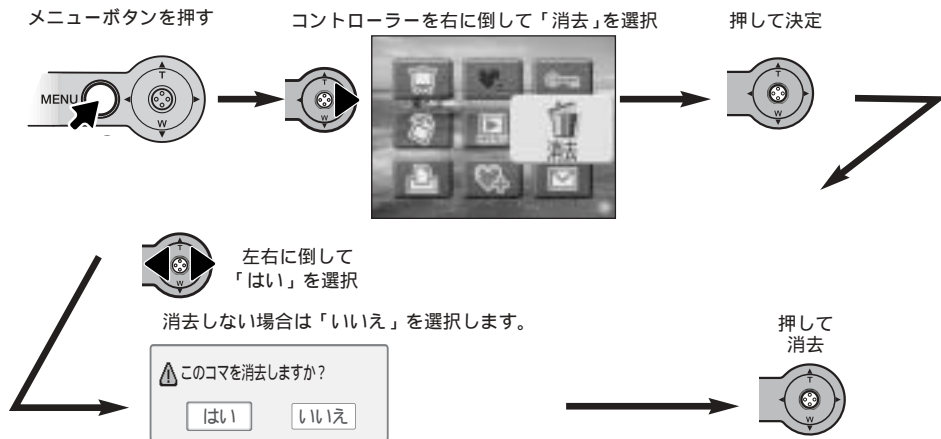 メニューボタンを押す
コントローラーを右に倒して「消去」を選択
押して決定
MENU
T
W
W
消去
T
W
左右に倒して
「はい」を選択
T
W
消去しない場合は「いいえ」を選択します。
このコマを消去しますか?
はい
いいえ
押して
消去
T
W